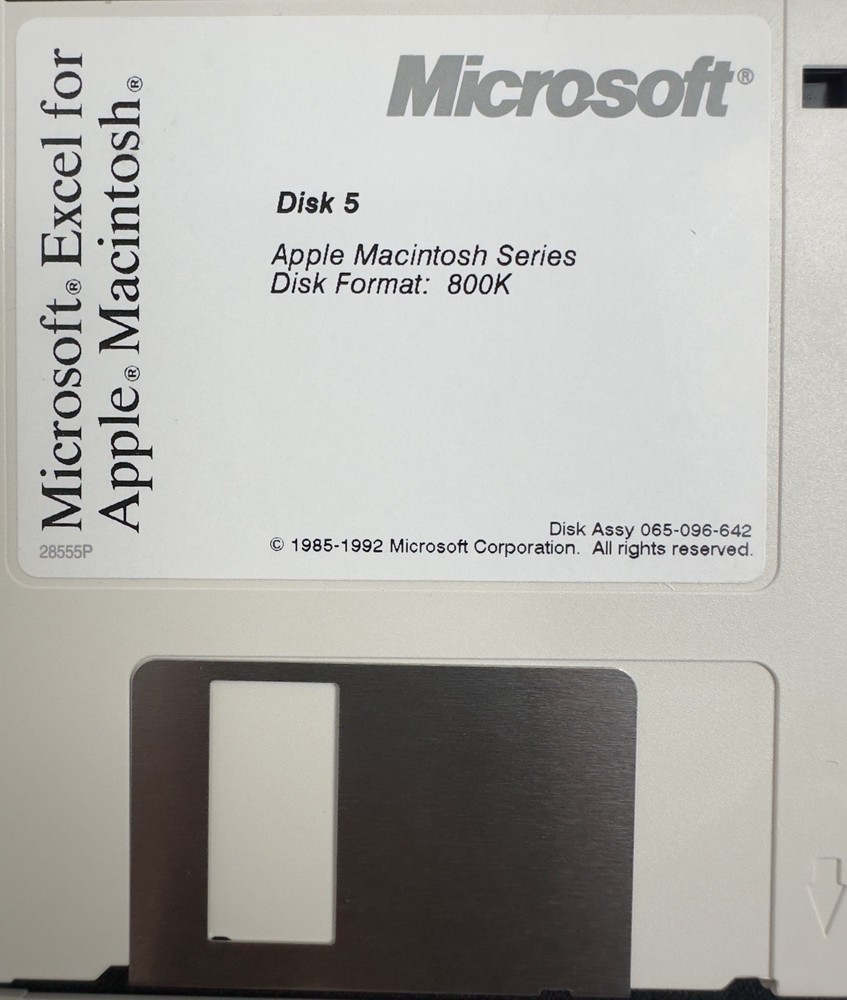 Microsoft® Excel for
Apple® Macintosh®
Microsoft®
Disk 5
Apple Macintosh Series
Disk Format: 800K
Disk Assy 065-096-642
© 1985-1992 Microsoft Corporation. All rights reserved.
28555P